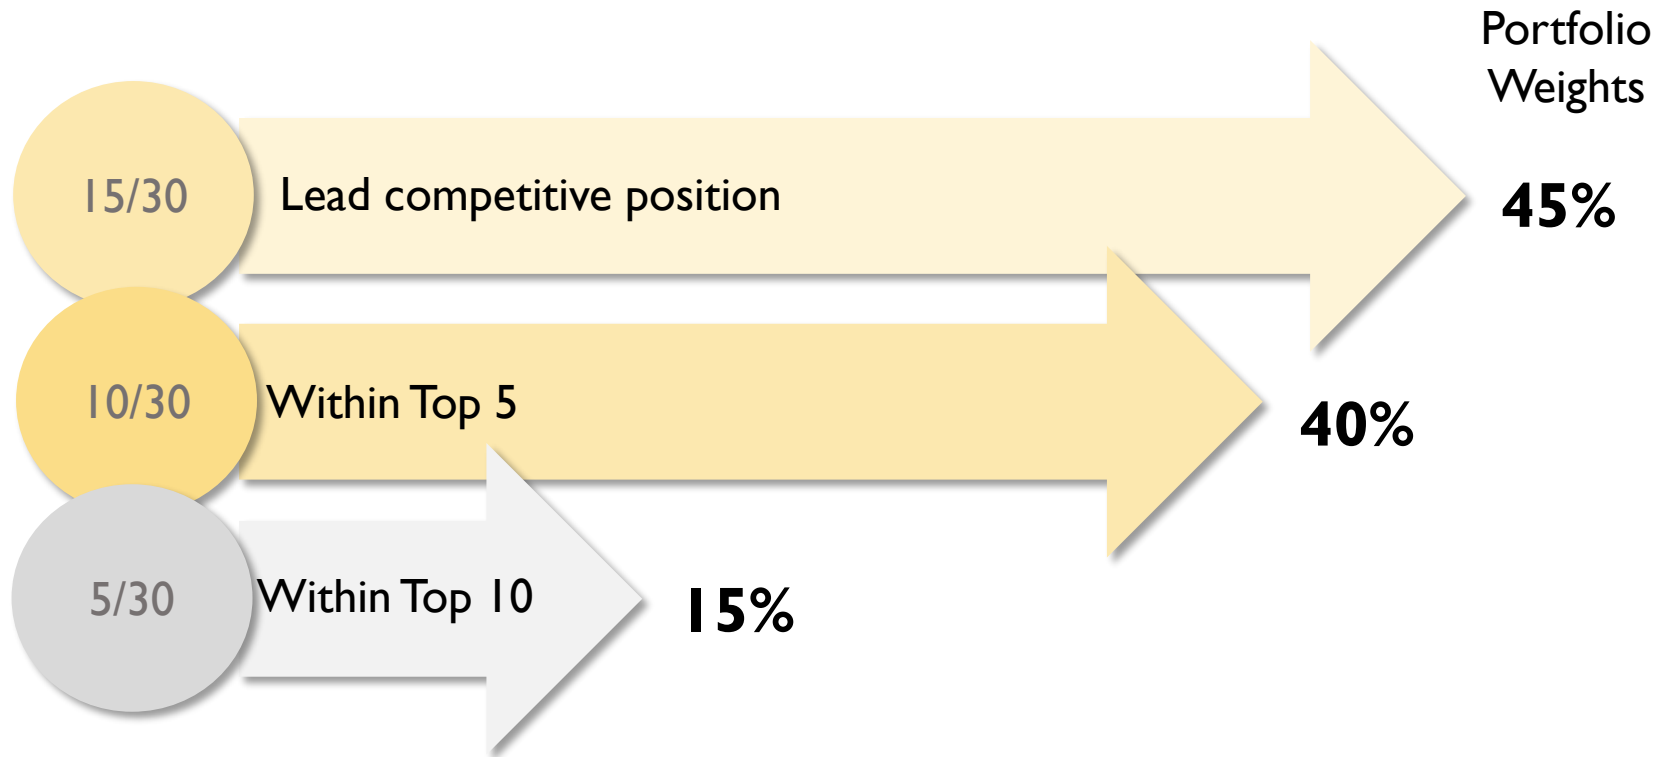 Portfolio
Weights
15/30
Lead competitive position
45%
10/30
Within Top 5
40%
5/30
Within Top 10
15%